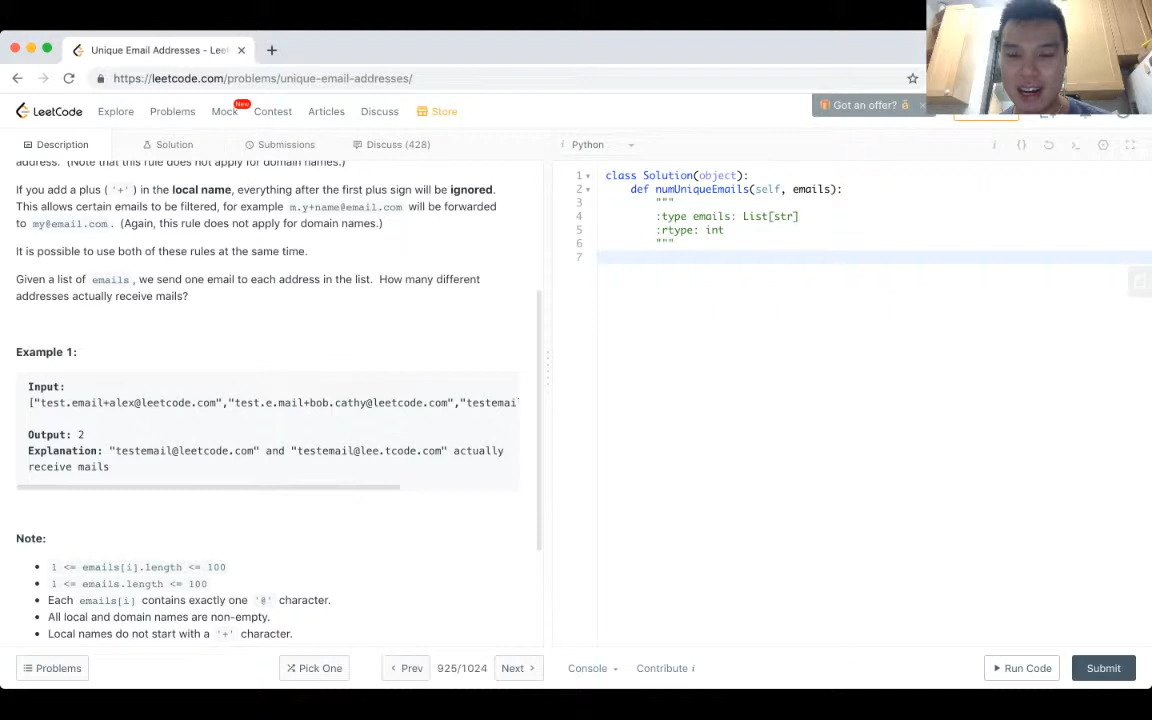 Unique Email Addresses - Lee
https://leetcode.com/problems/unique-email-addresses/
LeetCode Explore Problems Mock New Contest Articles Discuss Store
Got an offer?
Description Solution Submissions Discuss (428)
Python
address. (Note that this rule does not apply for domain names.)
If you add a plus ( '+' ) in the local name, everything after the first plus sign will be ignored.
This allows certain emails to be filtered, for example m.y+name@email.com will be forwarded
to my@email.com . (Again, this rule does not apply for domain names.)
It is possible to use both of these rules at the same time.
Given a list of emails , we send one email to each address in the list. How many different
addresses actually receive mails?
Example 1:
Input:
["test.email+alex@leetcode.com","test.e.mail+bob.cathy@leetcode.com","testemail
Output: 2
Explanation: "testemail@leetcode.com" and "testemail@lee.tcode.com" actually
receive mails
Note:
1 <= emails[i].length <= 100
1 <= emails.length <= 100
Each emails[i] contains exactly one '@' character.
All local and domain names are non-empty.
Local names do not start with a '+' character.
1 class Solution(object):
2 def numUniqueEmails(self, emails):
3 """
4 :type emails: List[str]
5 :rtype: int
6 """
7
Problems Pick One Prev 925/1024 Next Console Contribute i Run Code Submit